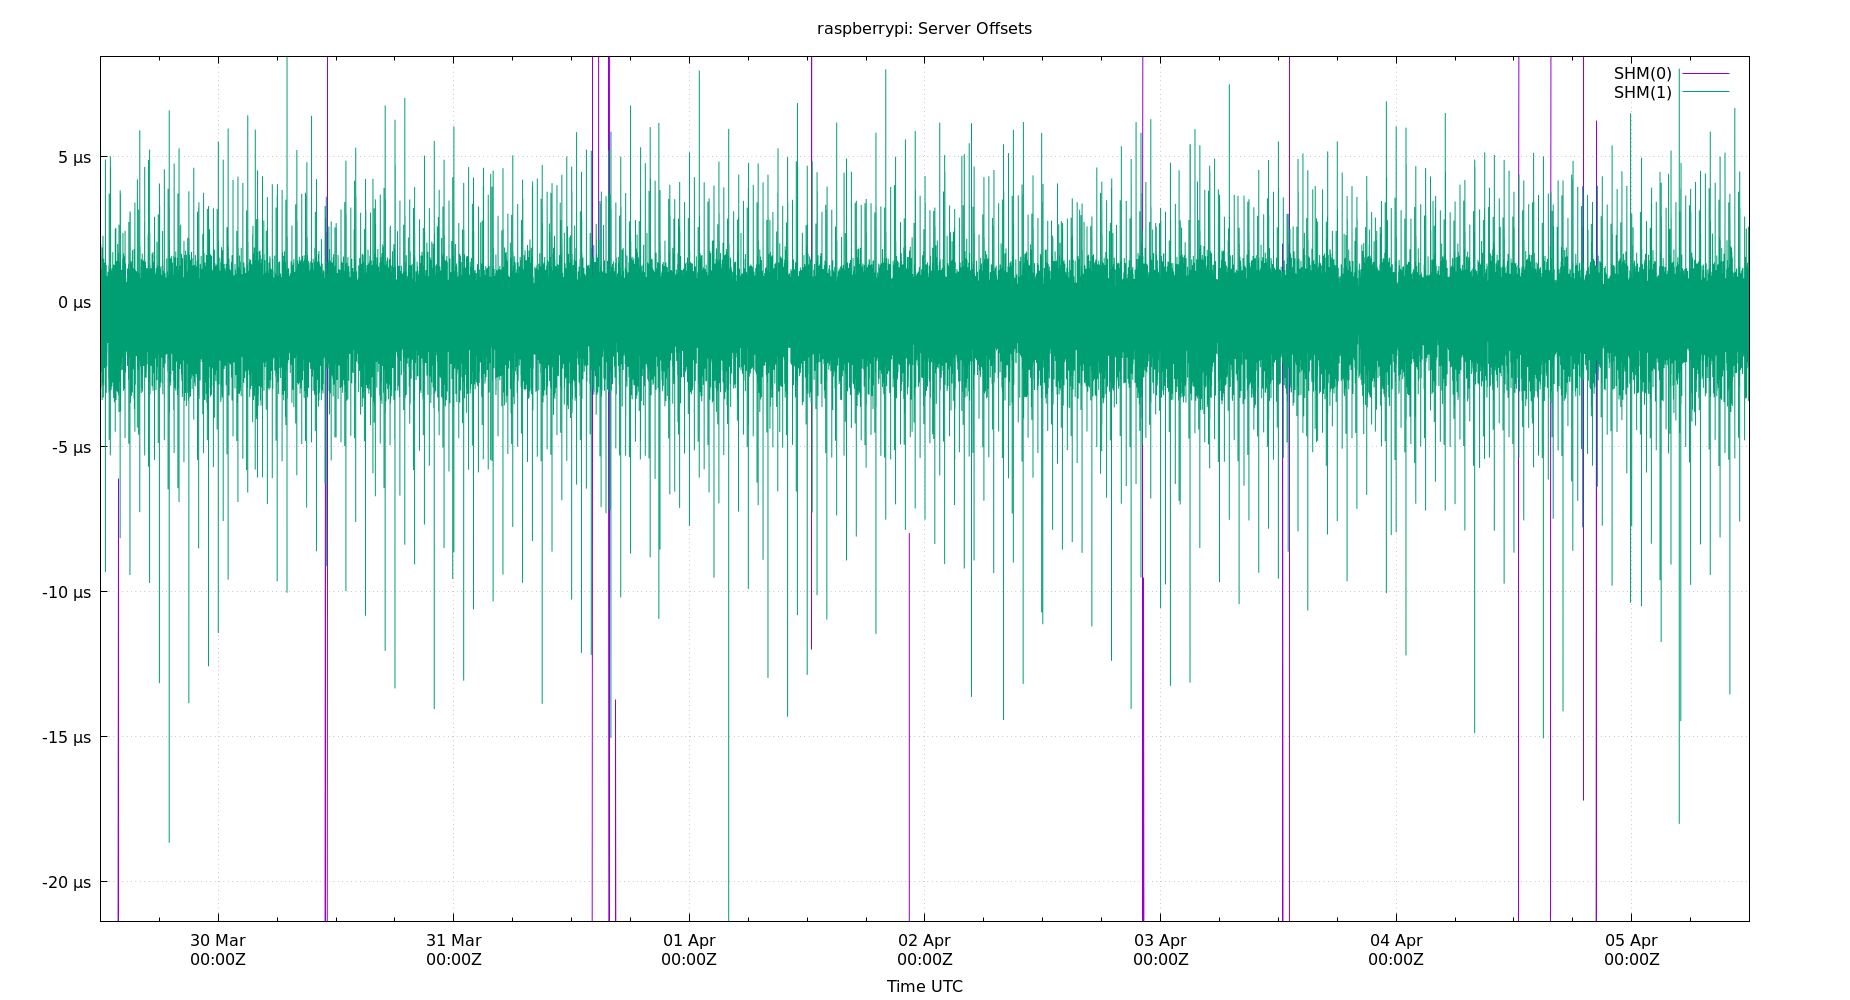 raspberrypi: Server Offsets
SHM(0)
SHM(1)
5 µs
0 µs
-5 µs
-10 µs
-15 µs
-20 µs
30 Mar 31 Mar 01 Apr 02 Apr 03 Apr 04 Apr 05 Apr
00:00Z 00:00Z 00:00Z 00:00Z 00:00Z 00:00Z 00:00Z
Time UTC